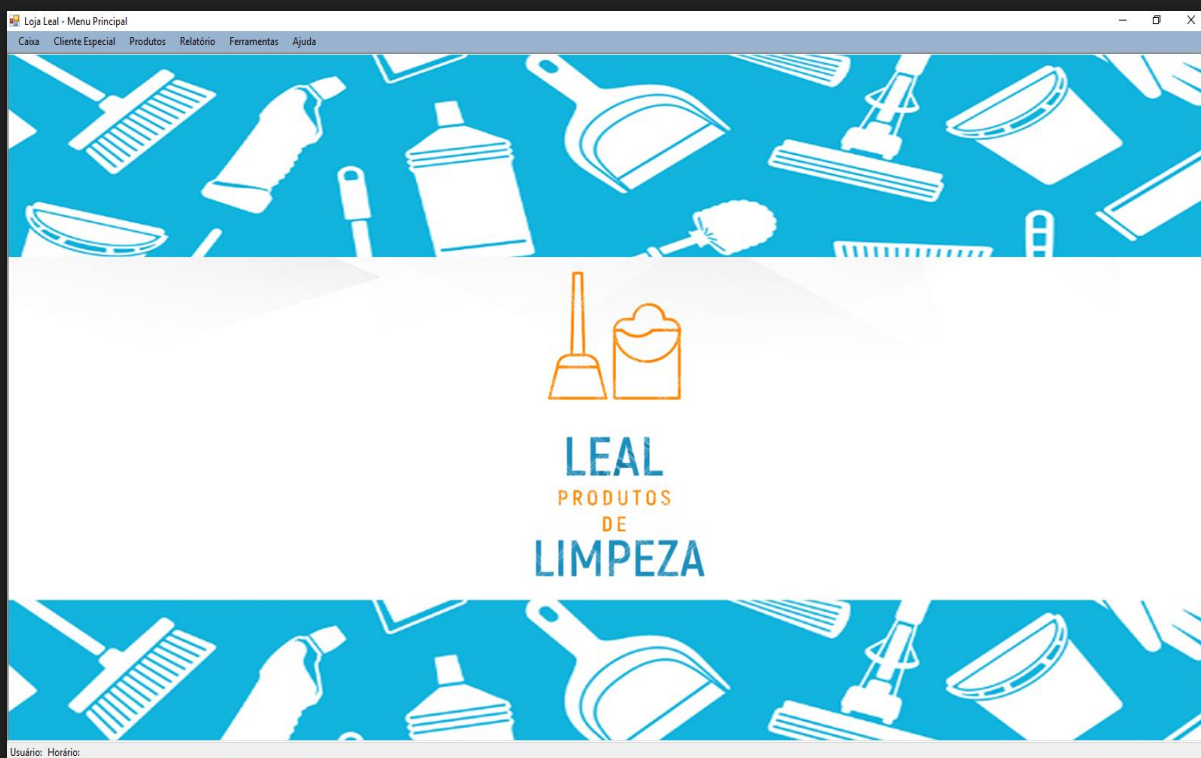 Loja Leal - Menu Principal
Caixa Cliente Especial Produtos Relatório Ferramentas Ajuda
LEAL
PRODUTOS
DE
LIMPEZA
Usuário: Horário: